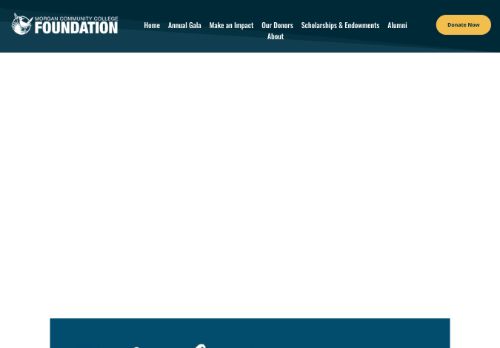 MORGAN COMMUNITY COLLEGE
FOUNDATION
Home Annual Gala Make an Impact Our Donors Scholarships & Endowments Alumni
About
Donate Now